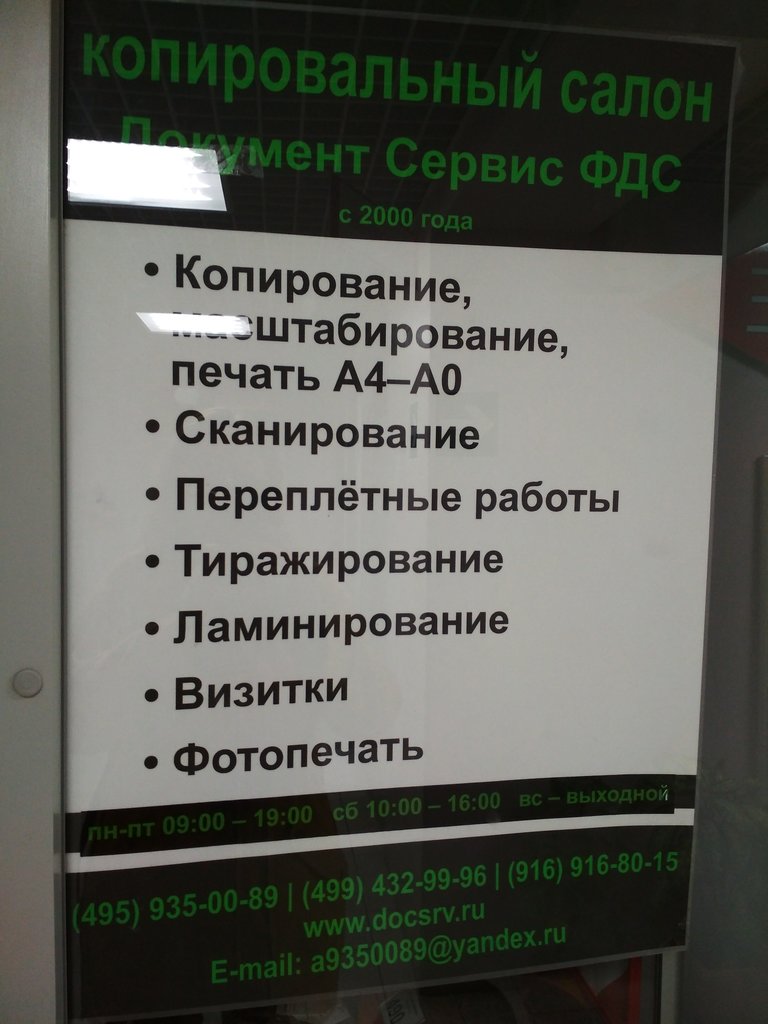 копировальный салон
Документ Сервис ФДС
с 2000 года
• Копирование,
масштабирование,
печать А4–А0
• Сканирование
• Переплётные работы
• Тиражирование
• Ламинирование
• Визитки
• Фотопечать
пн-пт 09:00 – 19:00 сб 10:00 – 16:00 вс – выходной
(495) 935-00-89 | (499) 432-99-96 | (916) 916-80-15
www.docsrv.ru
E-mail: a9350089@yandex.ru